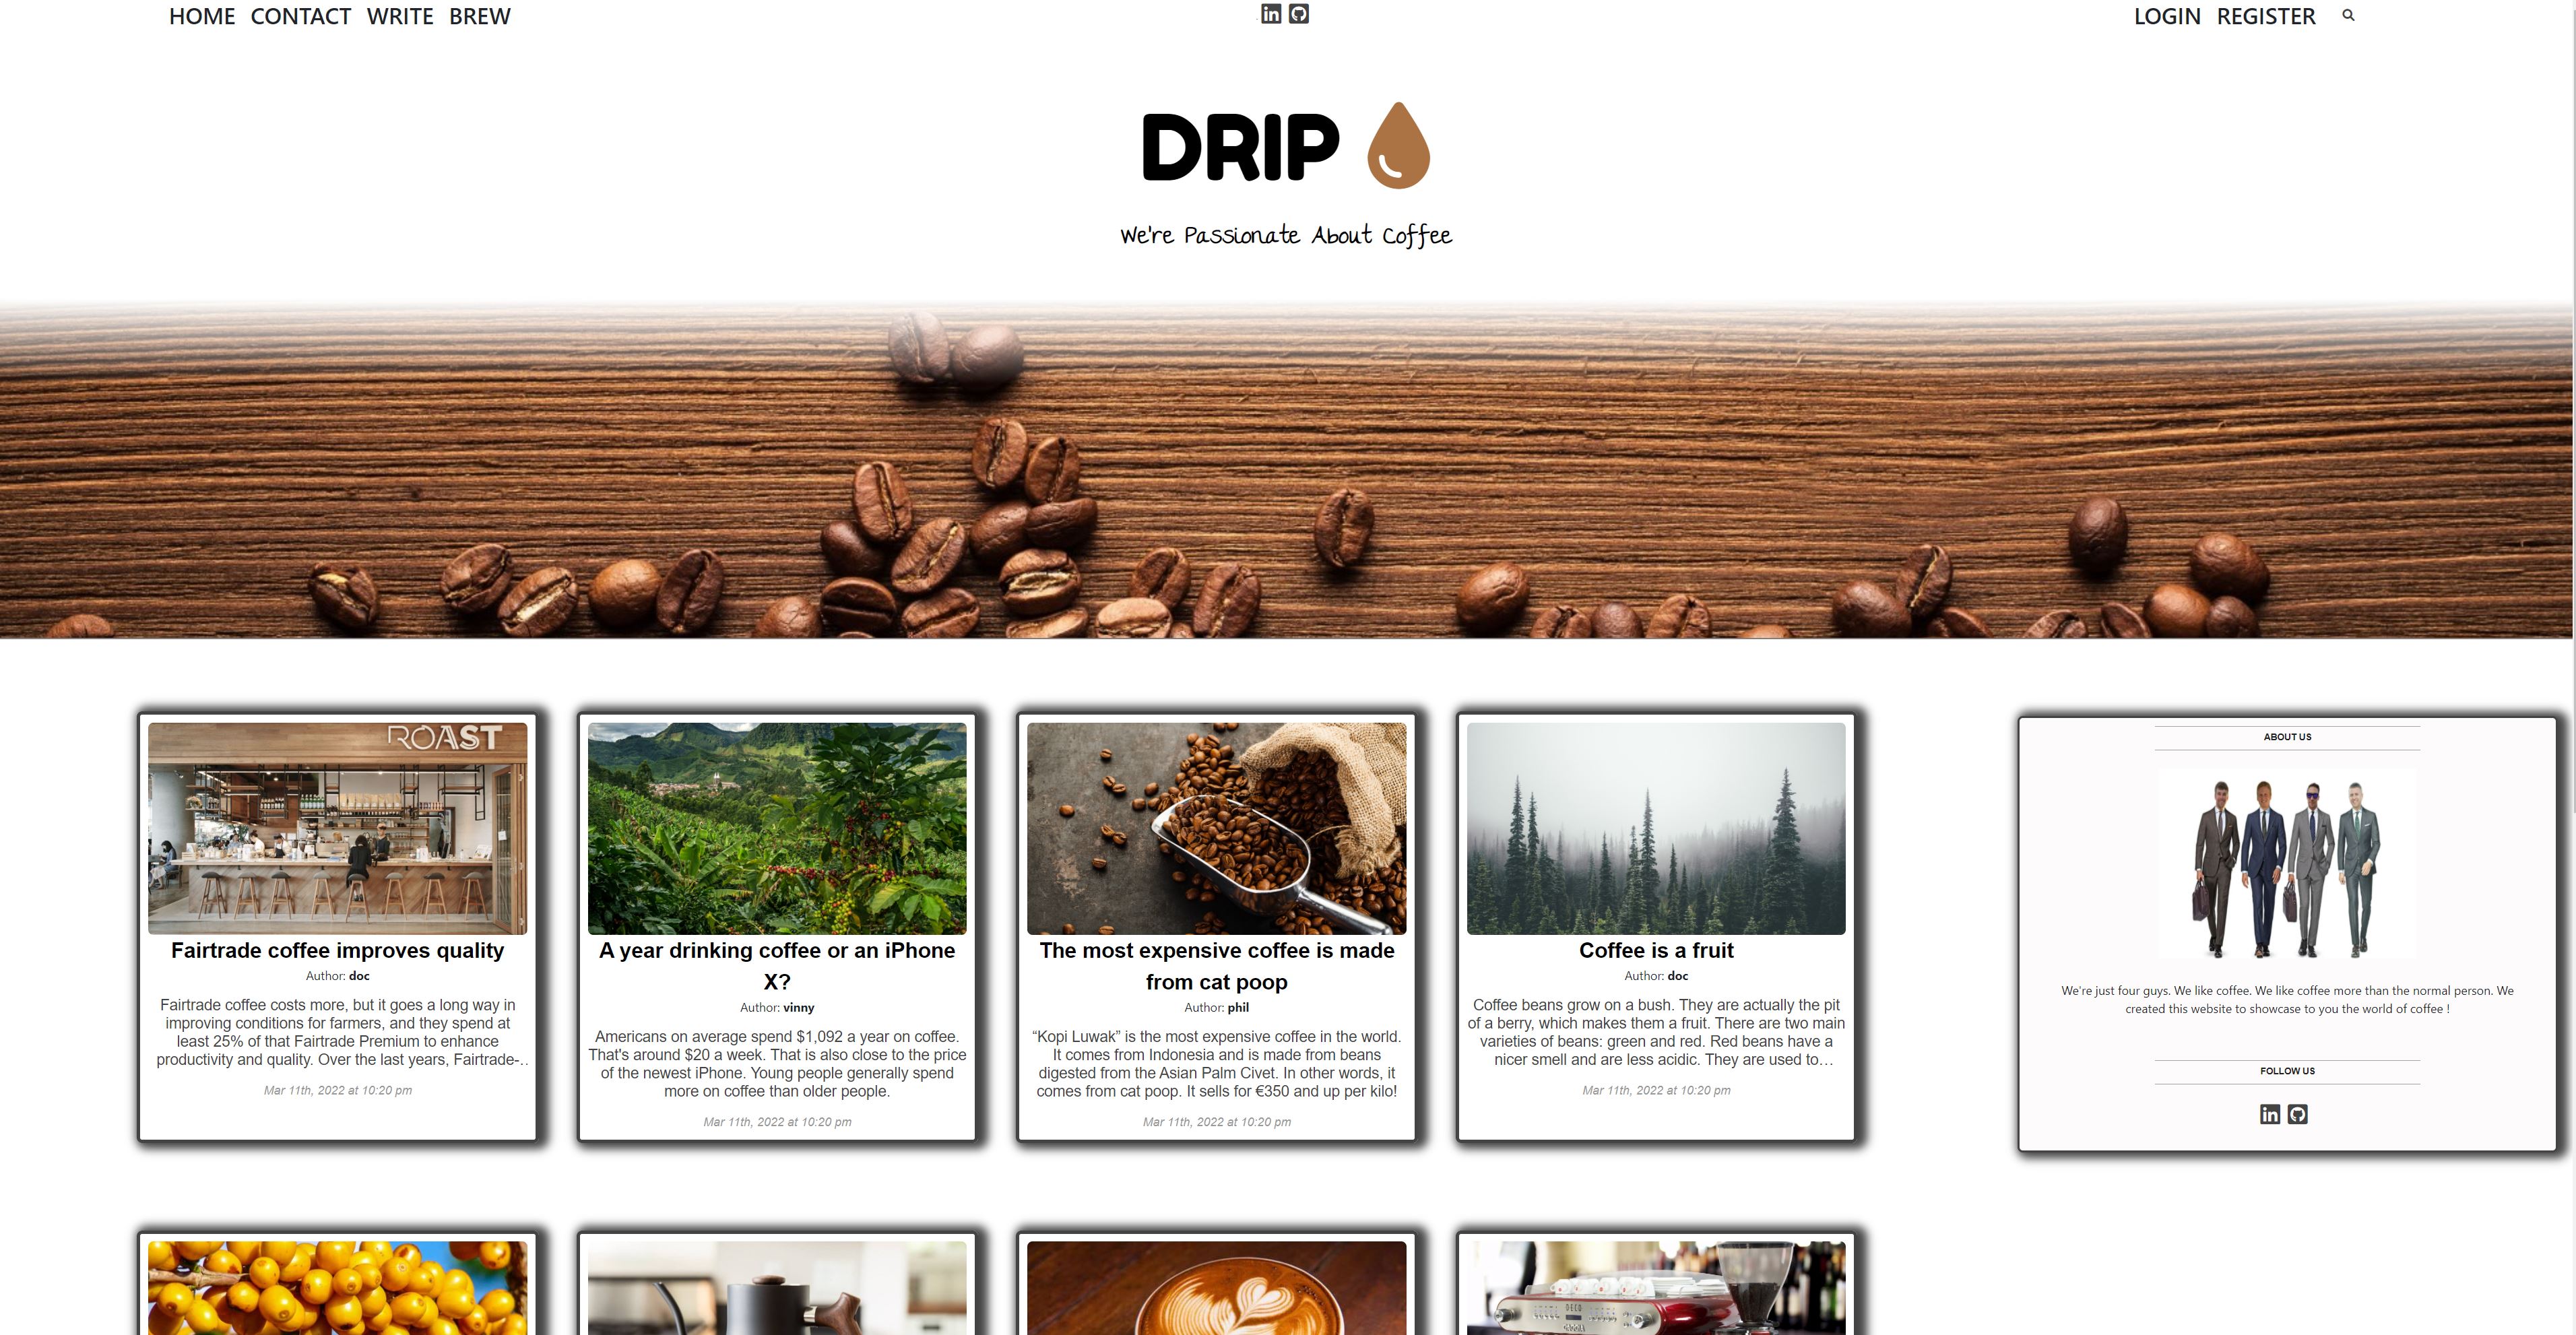 HOME CONTACT WRITE BREW
LOGIN REGISTER
DRIP
We're Passionate About Coffee
ROAST
Fairtrade coffee improves quality
Author: doc
Fairtrade coffee costs more, but it goes a long way in
improving conditions for farmers, and they spend at
least 25% of that Fairtrade Premium to enhance
productivity and quality. Over the last years, Fairtrade-..
Mar 11th, 2022 at 10:20 pm
A year drinking coffee or an iPhone
X?
Author: vinny
Americans on average spend $1,092 a year on coffee.
That's around $20 a week. That is also close to the price
of the newest iPhone. Young people generally spend
more on coffee than older people.
Mar 11th, 2022 at 10:20 pm
The most expensive coffee is made
from cat poop
Author: phil
“Kopi Luwak” is the most expensive coffee in the world.
It comes from Indonesia and is made from beans
digested from the Asian Palm Civet. In other words, it
comes from cat poop. It sells for €350 and up per kilo!
Mar 11th, 2022 at 10:20 pm
Coffee is a fruit
Author: doc
Coffee beans grow on a bush. They are actually the pit
of a berry, which makes them a fruit. There are two main
varieties of beans: green and red. Red beans have a
nicer smell and are less acidic. They are used to…
Mar 11th, 2022 at 10:20 pm
ABOUT US
We're just four guys. We like coffee. We like coffee more than the normal person. We
created this website to showcase to you the world of coffee !
FOLLOW US
in
DECO